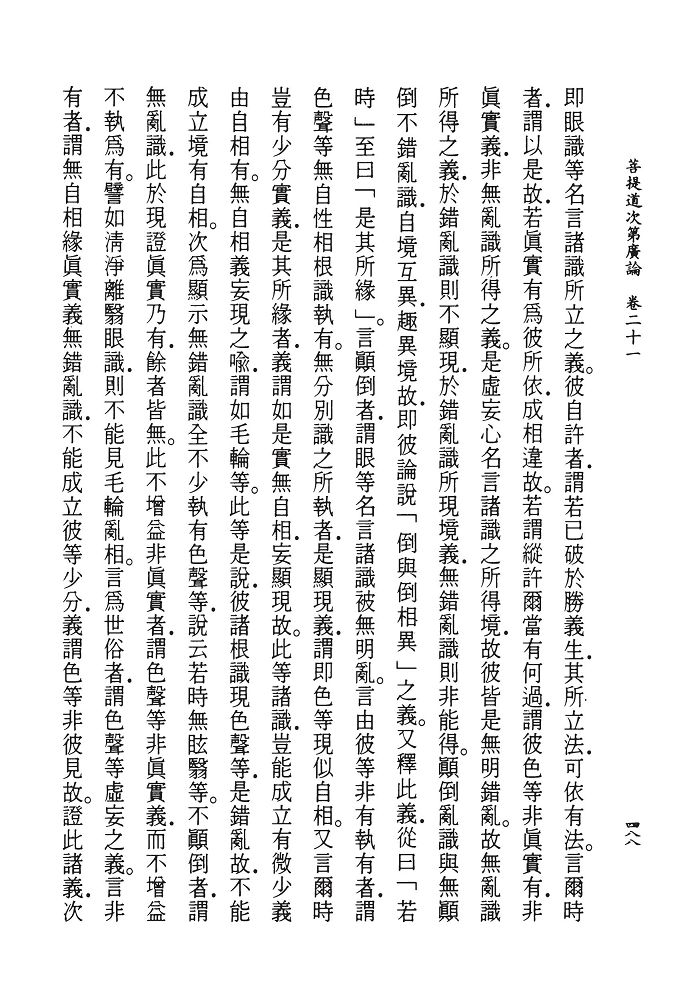 菩提道次第廣論　卷二十一
四八八
即眼識等名言諸識所立之義。彼自許者．謂若已破於勝義生．其所立法．可依有法。言爾時
者．謂以是故．若眞實有爲彼所依．成相違故。若謂縱許爾當有何過．謂彼色等非眞實有．非
眞實義．非無亂識所得之義。是虛妄心名言諸識之所得境．故彼皆是無明錯亂。故無亂識
所得之義．於錯亂識則不顯現．於錯亂識所現境義．無錯亂識則非能得。顚倒亂識與無顚
倒不錯亂識．自境互異．趣異境故．即彼論說「倒與倒相異」之義。又釋此義．從曰「若
時」至曰「是其所緣」。言顚倒者．謂眼等名言諸識被無明亂。言由彼等非有執有者．謂
色聲等無自性相根識執有。無分別識之所執者．是顯現義．謂即色等現似自相。又言爾時
豈有少分實義．是其所緣者．義謂如是實無自相．妄顯現故。此等諸識．豈能成立有微少義
由自相有。無自相義妄現之喩．謂如毛輪等。此等是說．彼諸根識現色聲等．是錯亂故．不能
成立境有自相。次爲顯示無錯亂識全不少執有色聲等．說云若時無眩翳等。不顚倒者．謂
無亂識．此於現證眞實乃有．餘者皆無。此不增益非眞實者．謂色聲等非眞實義．而不增益
不執爲有。譬如淸淨離翳眼識．則不能見毛輪亂相。言爲世俗者．謂色聲等虛妄之義。言非
有者．謂無自相緣眞實義無錯亂識．不能成立彼等少分．義謂色等非彼見故。證此諸義．次